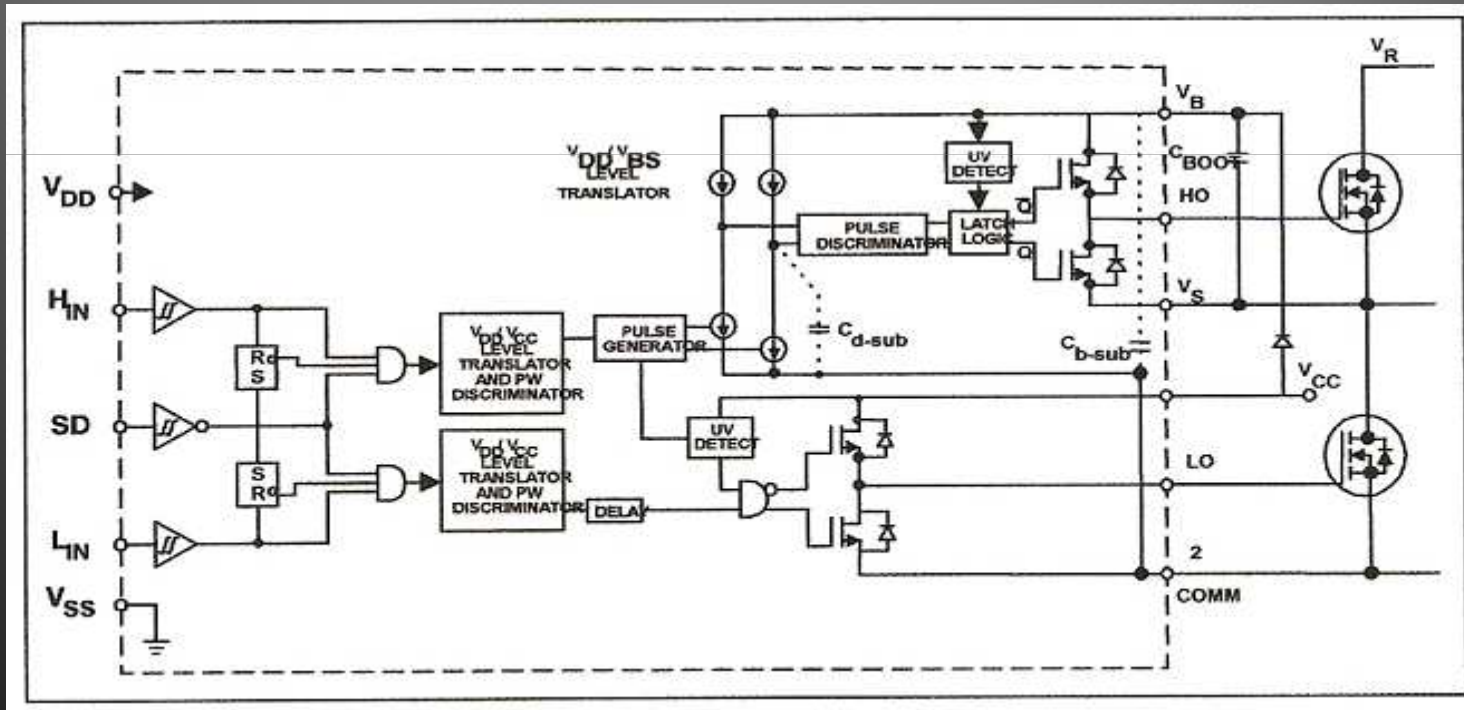 VR
VB
VDD/VBS
LEVEL
TRANSLATOR
UV
DETECT
CBOOT
VDD
HO
Q
PULSE
DISCRIMINATOR
LATCH
LOGIC
Q
VS
HIN
VDD/VCC
LEVEL
TRANSLATOR
AND PW
DISCRIMINATOR
PULSE
GENERATOR
Cd-sub
Cb-sub
R
S
VCC
SD
UV
DETECT
VDD/VCC
LEVEL
TRANSLATOR
AND PW
DISCRIMINATOR
LO
S
R
DELA
LIN
2
VSS
COMM